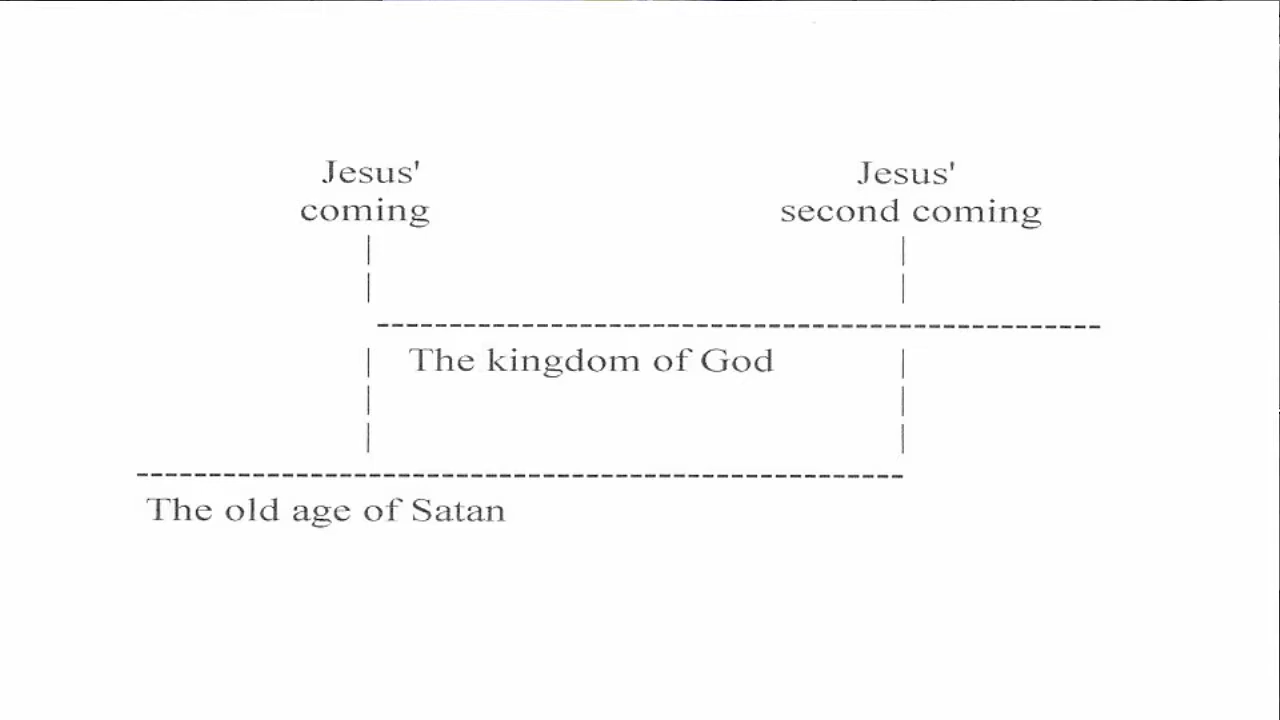 Jesus'
coming
Jesus'
second coming
The kingdom of God
The old age of Satan